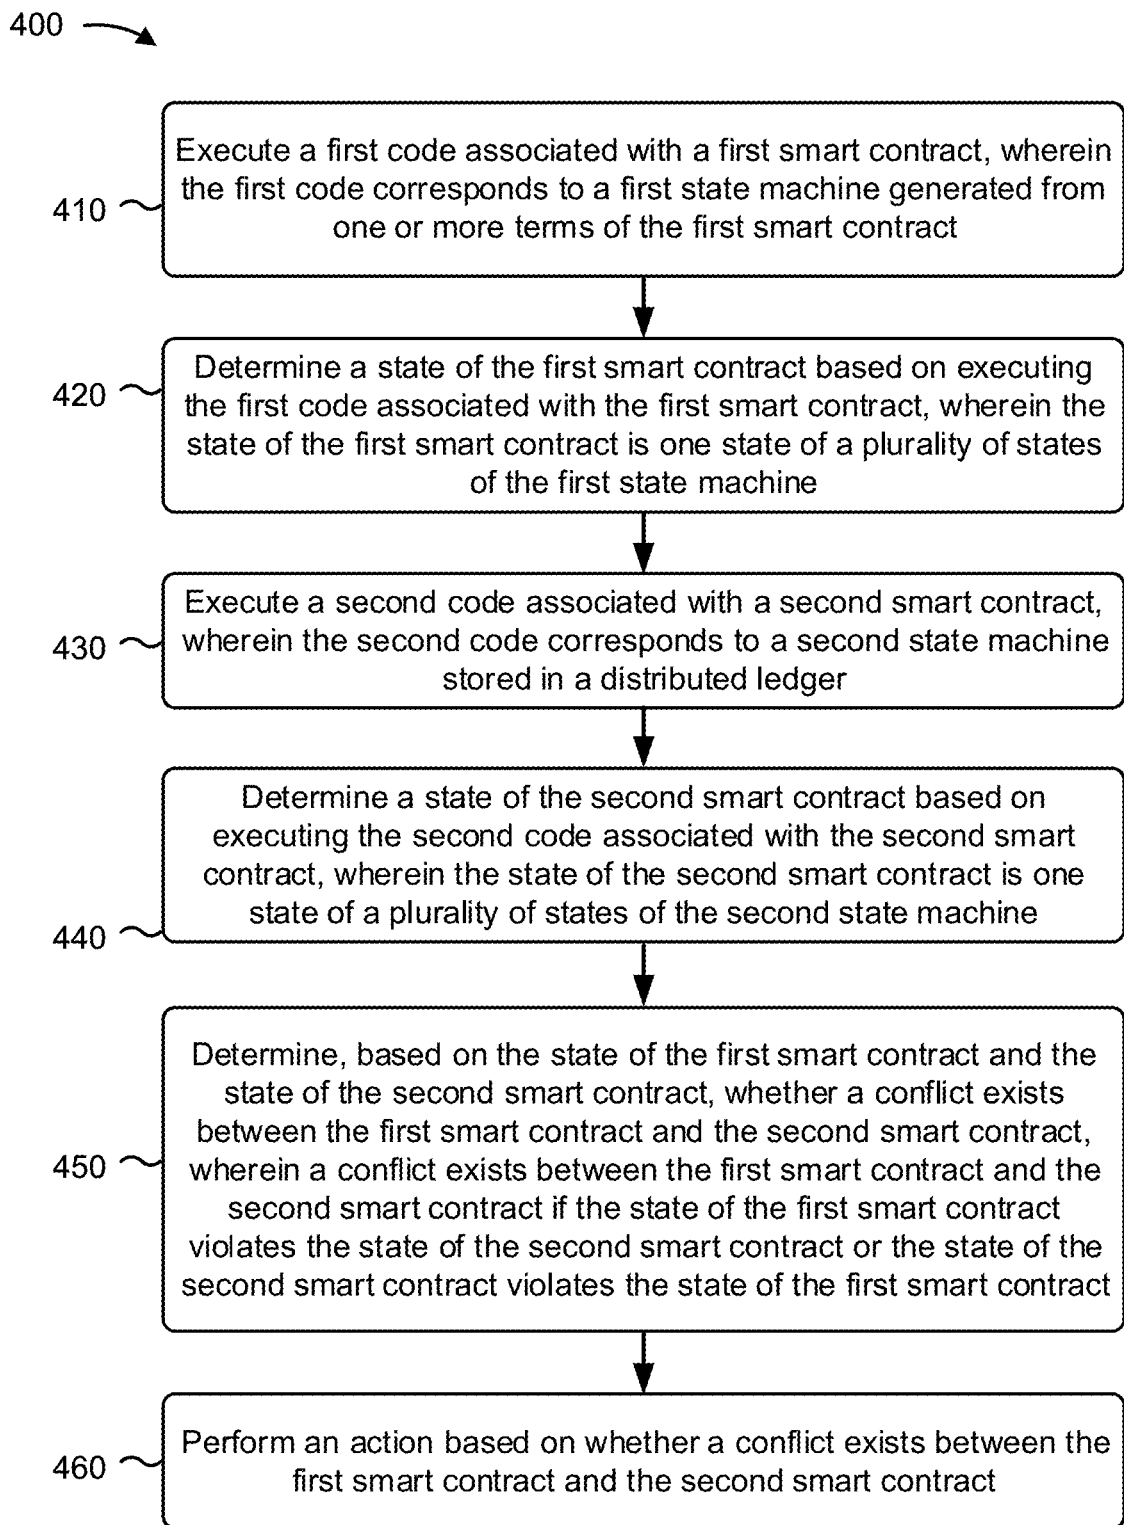 400
Execute a first code associated with a first smart contract, wherein
the first code corresponds to a first state machine generated from
one or more terms of the first smart contract
410
Determine a state of the first smart contract based on executing
the first code associated with the first smart contract, wherein the
state of the first smart contract is one state of a plurality of states
of the first state machine
420
Execute a second code associated with a second smart contract,
wherein the second code corresponds to a second state machine
stored in a distributed ledger
430
Determine a state of the second smart contract based on
executing the second code associated with the second smart
contract, wherein the state of the second smart contract is one
state of a plurality of states of the second state machine
440
Determine, based on the state of the first smart contract and the
state of the second smart contract, whether a conflict exists
between the first smart contract and the second smart contract,
wherein a conflict exists between the first smart contract and the
second smart contract if the state of the first smart contract
violates the state of the second smart contract or the state of the
second smart contract violates the state of the first smart contract
450
Perform an action based on whether a conflict exists between the
first smart contract and the second smart contract
460